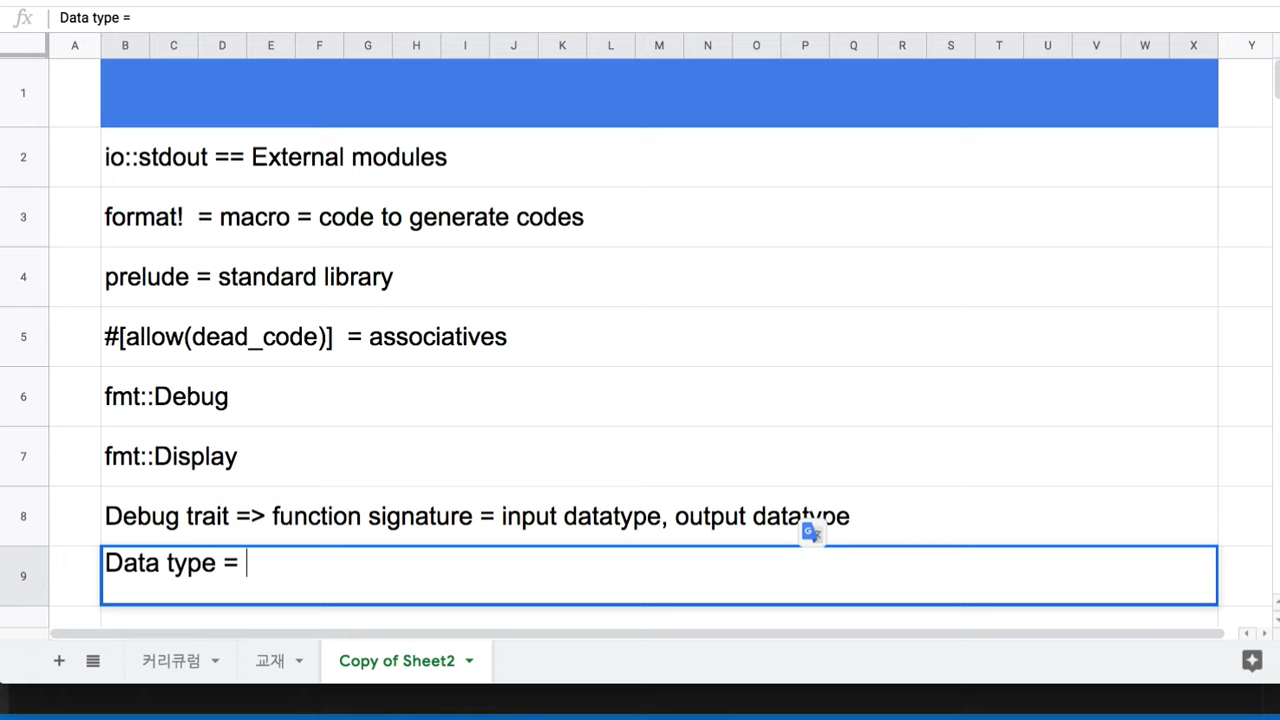 fx Data type =
A B C D E F G H I J K L M N O P Q R S T U V W X Y
1
2 io::stdout == External modules
3 format!  = macro = code to generate codes
4 prelude = standard library
5 #[allow(dead_code)]  = associatives
6 fmt::Debug
7 fmt::Display
8 Debug trait => function signature = input datatype, output datatype
9 Data type =
+ 커리큐럼 교재 Copy of Sheet2